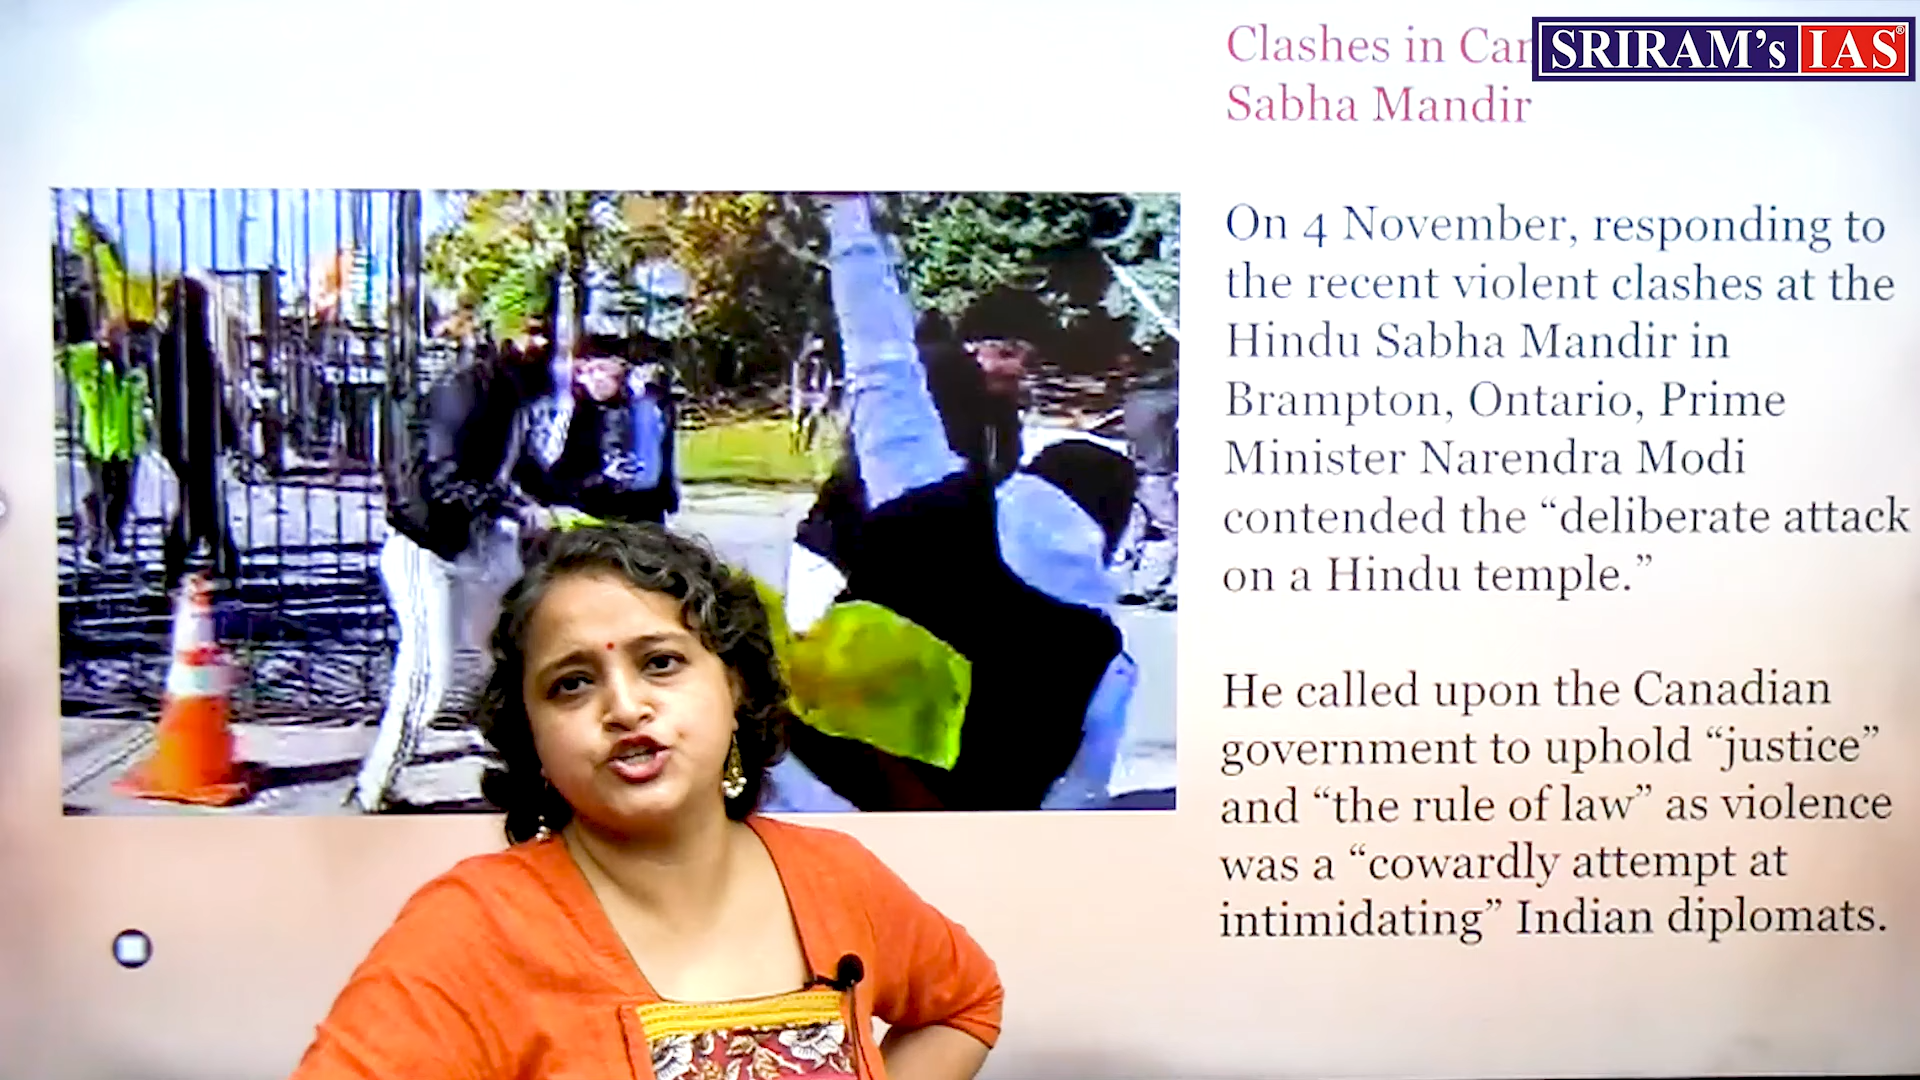 Clashes in
SRIRAM's IAS®
Sabha Mandir
On 4 November, responding to
the recent violent clashes at the
Hindu Sabha Mandir in
Brampton, Ontario, Prime
Minister Narendra Modi
contended the “deliberate attack
on a Hindu temple.”
He called upon the Canadian
government to uphold “justice”
and “the rule of law” as violence
was a “cowardly attempt at
intimidating” Indian diplomats.